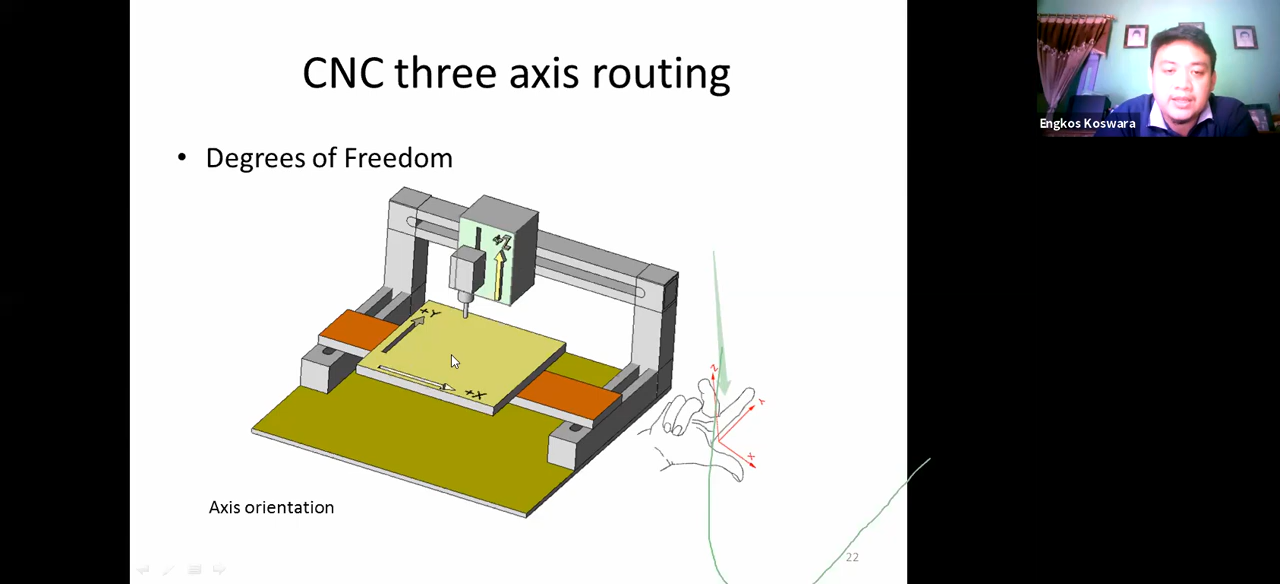 CNC three axis routing
Engkos Koswara
• Degrees of Freedom
+Z
+Y
+X
Z
Y
X
Axis orientation
22